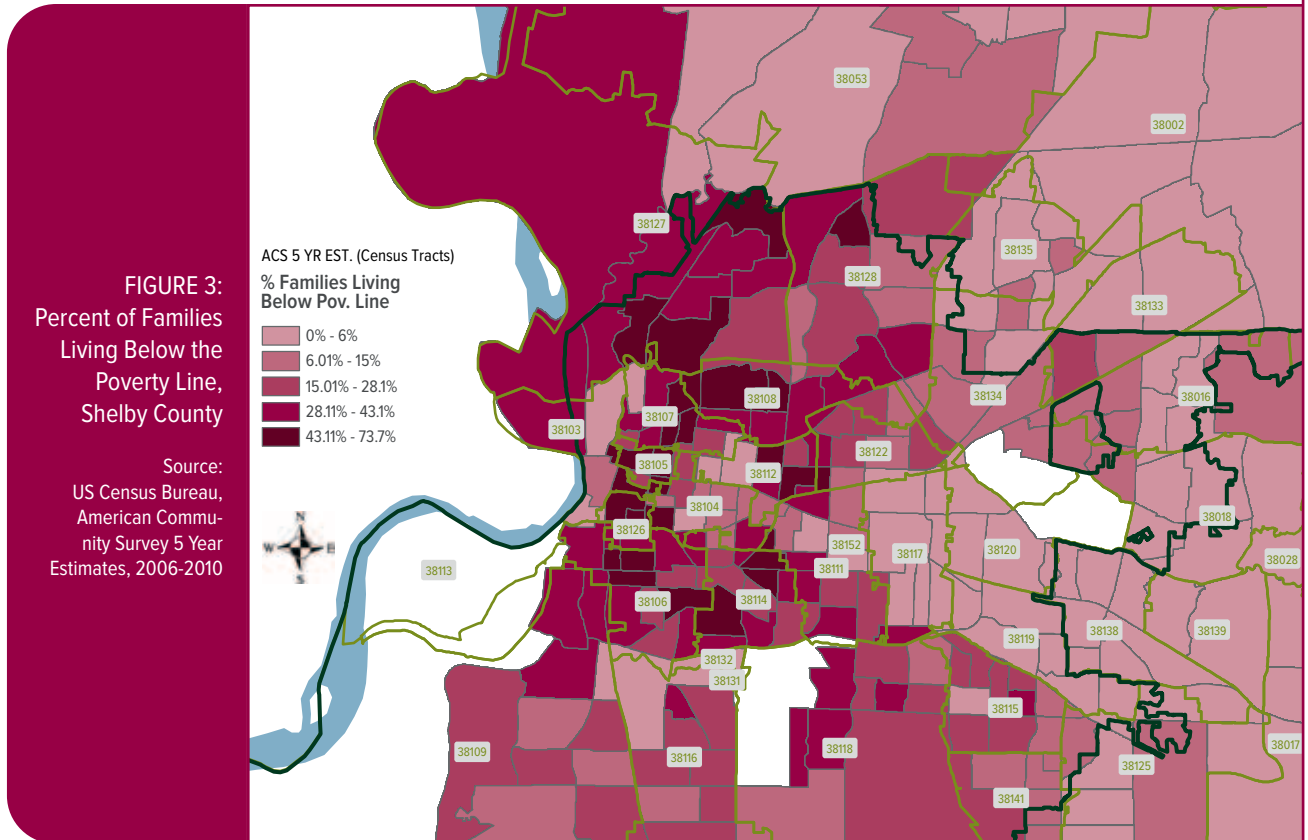 FIGURE 3:
Percent of Families
Living Below the
Poverty Line,
Shelby County
Source:
US Census Bureau,
American Commu-
nity Survey 5 Year
Estimates, 2006-2010
ACS 5 YR EST. (Census Tracts)
% Families Living
Below Pov. Line
0% - 6%
6.01% - 15%
15.01% - 28.1%
28.11% - 43.1%
43.11% - 73.7%
N
W E
S
38053
38002
38127
38135
38128
38133
38134
38016
38108
38107
38103
38122
38105
38112
38104
38018
38126
38152
38117
38120
38028
38111
38113
38106
38114
38119
38138
38139
38132
38131
38115
38109
38116
38118
38017
38125
38141